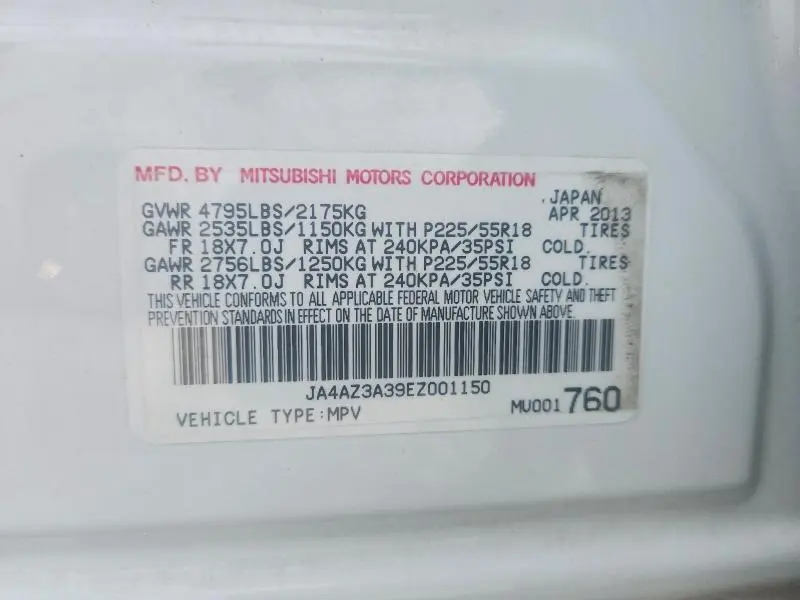 MFD. BY MITSUBISHI MOTORS CORPORATION
JAPAN
GVWR 4795LBS/2175KG APR 2013
GAWR 2535LBS/1150KG WITH P225/55R18 TIRES
FR 18X7.0J RIMS AT 240KPA/35PSI COLD.
GAWR 2756LBS/1250KG WITH P225/55R18 TIRES
RR 18X7.0J RIMS AT 240KPA/35PSI COLD.
THIS VEHICLE CONFORMS TO ALL APPLICABLE FEDERAL MOTOR VEHICLE SAFETY AND THEFT
PREVENTION STANDARDS IN EFFECT ON THE DATE OF MANUFACTURE SHOWN ABOVE.
JA4AZ3A39EZ001150
VEHICLE TYPE:MPV MU001 760